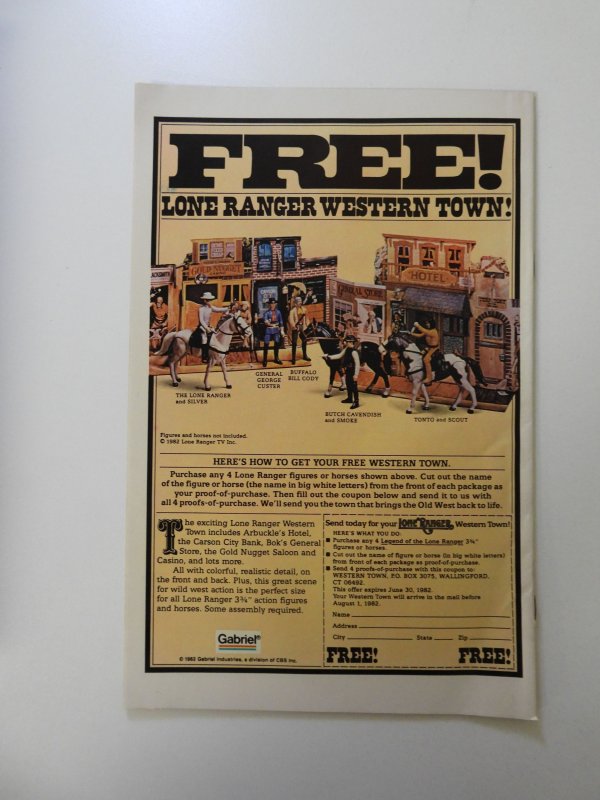 FREE!
LONE RANGER WESTERN TOWN!
GOLD NUGGET
GENERAL STORE
HOTEL
THE LONE RANGER
and SILVER
GENERAL
GEORGE
CUSTER
BUFFALO
BILL CODY
BUTCH CAVENDISH
and SMOKE
TONTO and SCOUT
Figures and horses not included.
© 1982 Lone Ranger TV Inc.
HERE'S HOW TO GET YOUR FREE WESTERN TOWN.
Purchase any 4 Lone Ranger figures or horses shown above. Cut out the name
of the figure or horse (the name in big white letters) from the front of each package as
your proof-of-purchase. Then fill out the coupon below and send it to us with
all 4 proofs-of-purchase. We'll send you the town that brings the Old West back to life.
The exciting Lone Ranger Western
Town includes Arbuckle's Hotel,
the Carson City Bank, Bok's General
Store, the Gold Nugget Saloon and
Casino, and lots more.
All with colorful, realistic detail, on
the front and back. Plus, this great scene
for wild west action is the perfect size
for all Lone Ranger 3¾" action figures
and horses. Some assembly required.
Gabriel®
© 1982 Gabriel Industries, a division of CBS Inc.
Send today for your LONE RANGER Western Town!
HERE'S WHAT YOU DO:
■ Purchase any 4 Legend of the Lone Ranger 3¾"
figures or horses.
■ Cut out the name of figure or horse (in big white letters)
from front of each package as proof-of-purchase.
■ Send 4 proofs-of-purchase with this coupon to:
WESTERN TOWN, P.O. BOX 3075, WALLINGFORD,
CT 06492.
This offer expires June 30, 1982.
Your Western Town will arrive in the mail before
August 1, 1982.
Name
Address
City State Zip
FREE! FREE!